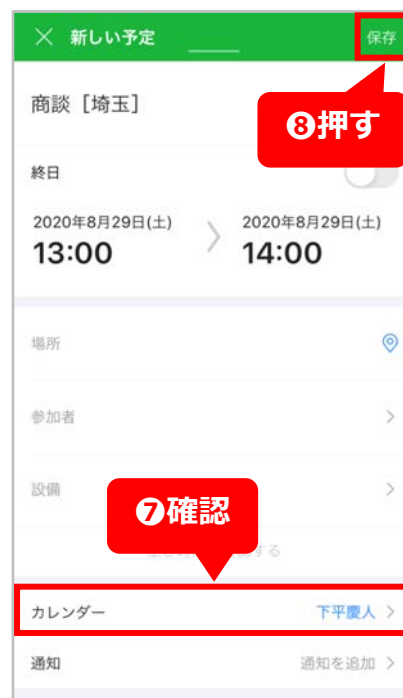 新しい予定
保存
商談［埼玉］
❽押す
終日
2020年8月29日(土)
13:00
2020年8月29日(土)
14:00
場所
参加者
設備
❼確認
する
カレンダー
下平慶人
通知
通知を追加